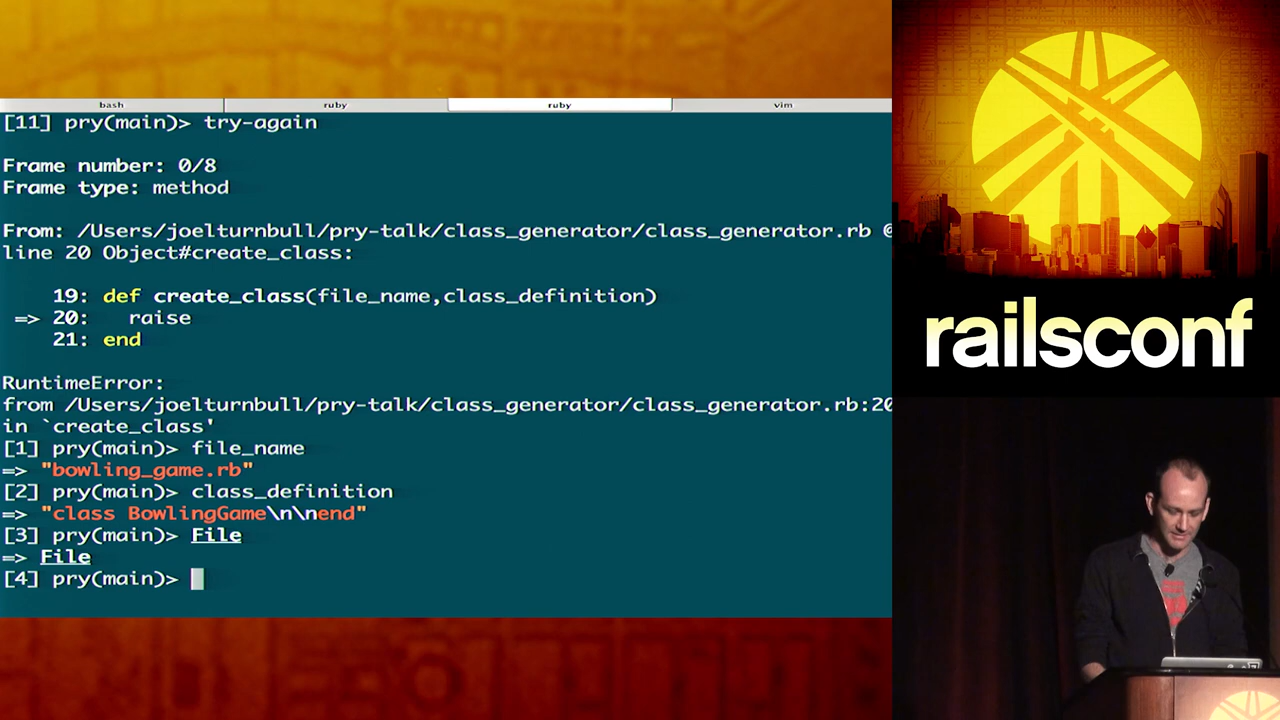 bash
ruby
ruby
vim
[11] pry(main)> try-again
Frame number: 0/8
Frame type: method
From: /Users/joelturnbull/pry-talk/class_generator/class_generator.rb @
line 20 Object#create_class:
19: def create_class(file_name,class_definition)
=> 20:   raise
21: end
RuntimeError:
from /Users/joelturnbull/pry-talk/class_generator/class_generator.rb:20
in `create_class'
[1] pry(main)> file_name
=> "bowling_game.rb"
[2] pry(main)> class_definition
=> "class BowlingGame\n\nend"
[3] pry(main)> File
=> File
[4] pry(main)>
railsconf